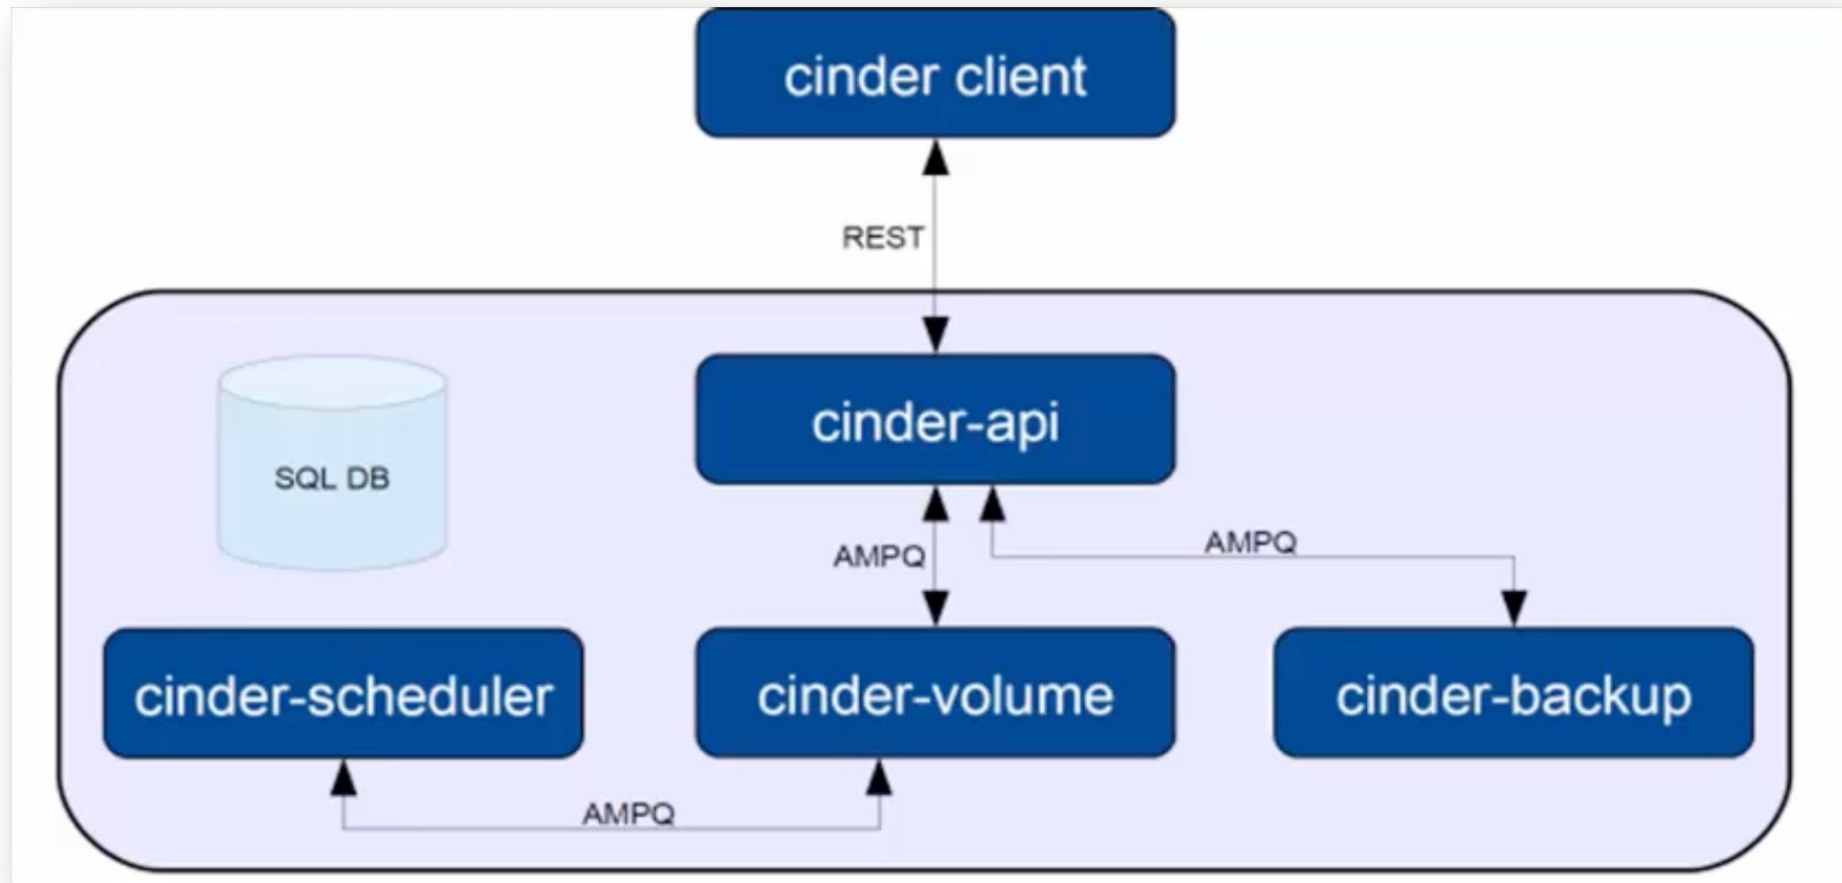 cinder client
REST
cinder-api
SQL DB
AMPQ
AMPQ
cinder-scheduler
cinder-volume
cinder-backup
AMPQ